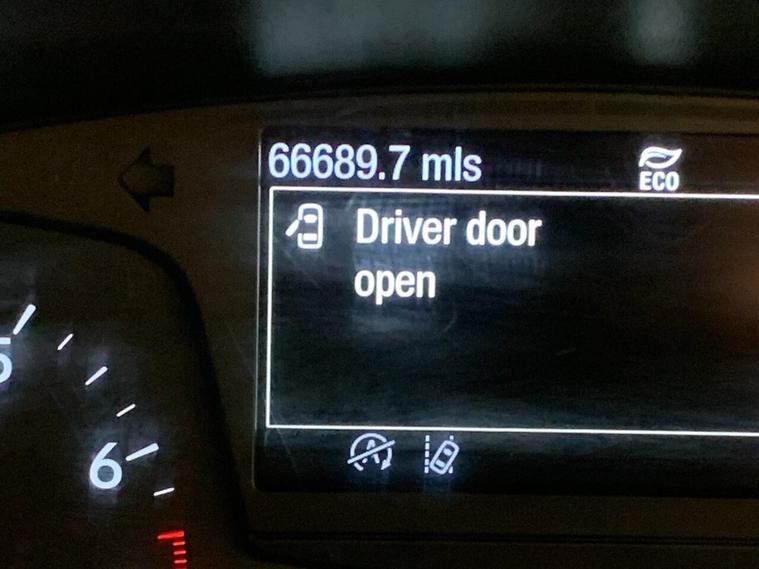 66689.7 mls
ECO
Driver door
open
A
5
6